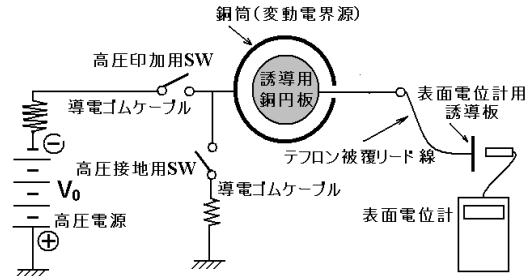 銅筒(変動電界源)
高圧印加用SW
誘導用
銅円板
表面電位計用
誘導板
導電ゴムケーブル
テフロン被覆リード線
高圧接地用SW
導電ゴムケーブル
⊖
V₀
高圧電源
⊕
表面電位計